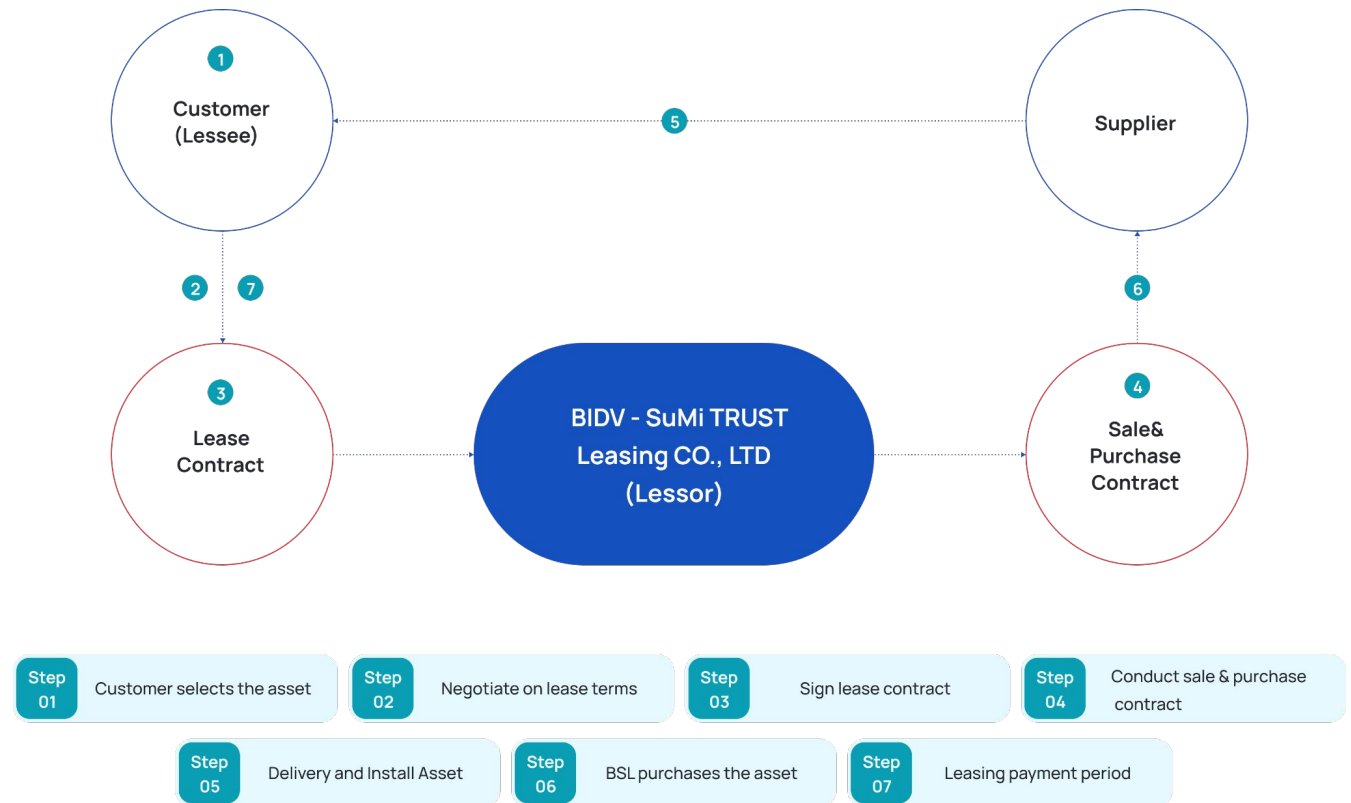 1
Customer
(Lessee)
5
Supplier
2
7
6
3
Lease
Contract
BIDV - SuMi TRUST
Leasing CO., LTD
(Lessor)
4
Sale&
Purchase
Contract
Step
01
Customer selects the asset
Step
02
Negotiate on lease terms
Step
03
Sign lease contract
Step
04
Conduct sale & purchase
contract
Step
05
Delivery and Install Asset
Step
06
BSL purchases the asset
Step
07
Leasing payment period